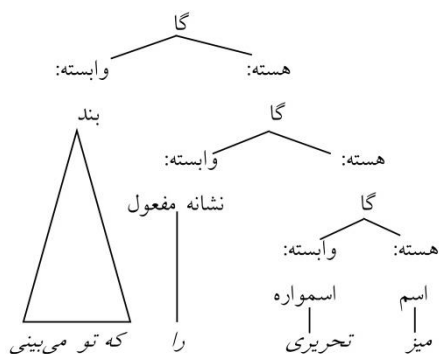 گا
هسته: وابسته:
گا بند
هسته: وابسته:
گا نشانه مفعول
هسته: وابسته:
اسم اسمواره
میز تحریری را که تو می‌بینی